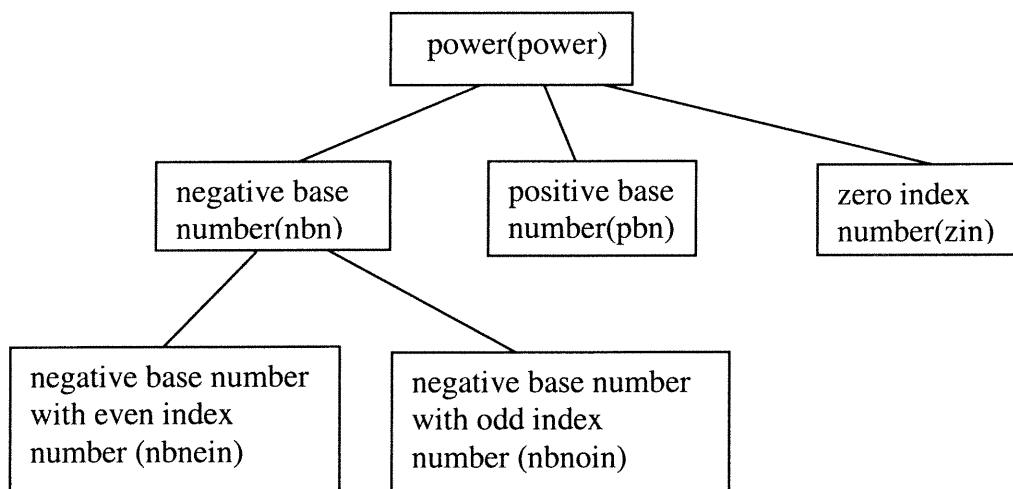 power(power)
negative base
number(nbn)
positive base
number(pbn)
zero index
number(zin)
negative base number
with even index
number (nbnein)
negative base number
with odd index
number (nbnoin)